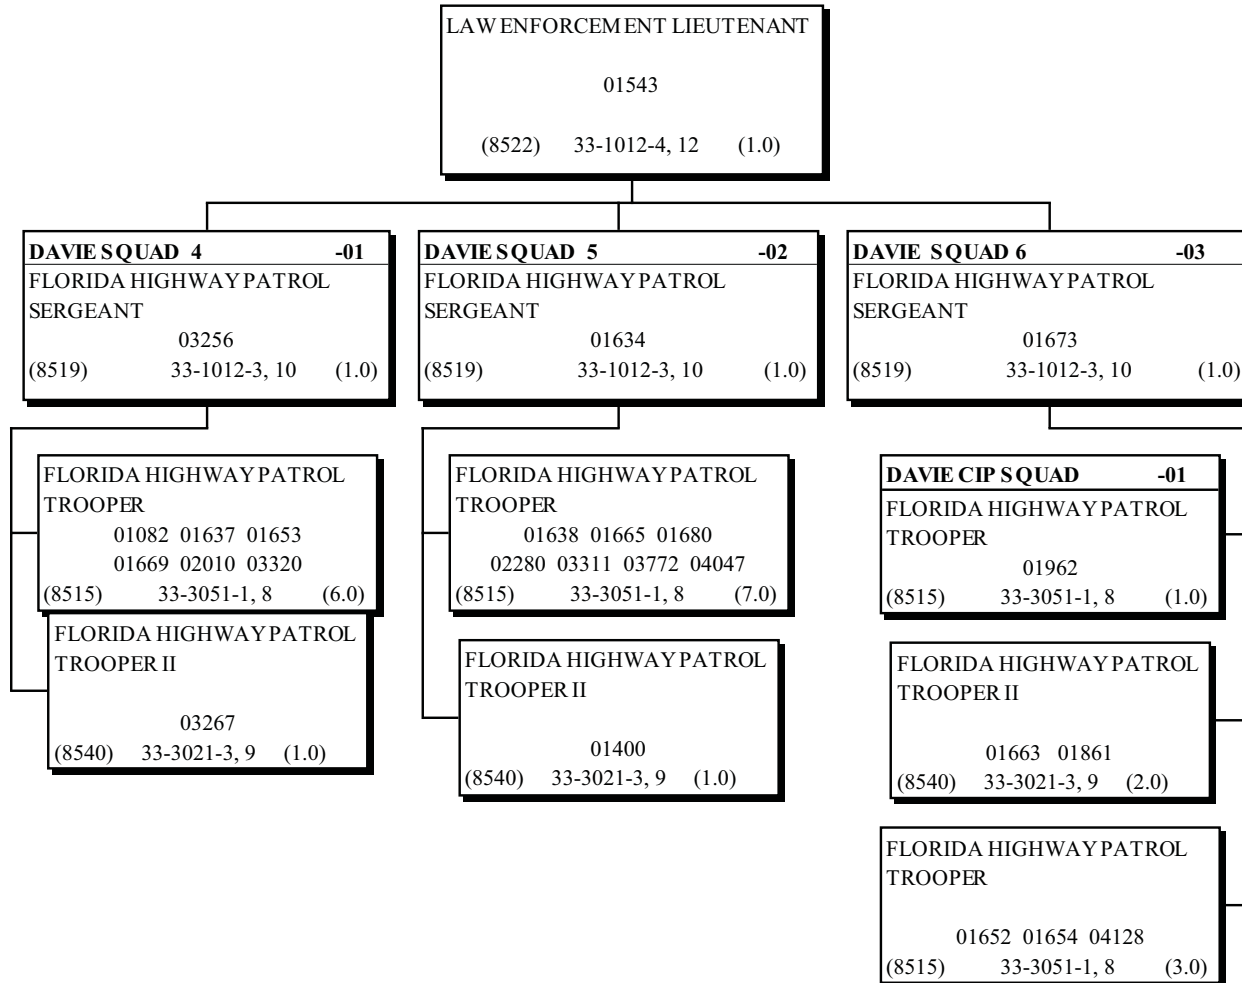 LAW ENFORCEMENT LIEUTENANT
01543
(8522) 33-1012-4, 12 (1.0)
DAVIE SQUAD 4 -01
FLORIDA HIGHWAY PATROL
SERGEANT
03256
(8519) 33-1012-3, 10 (1.0)
DAVIE SQUAD 5 -02
FLORIDA HIGHWAY PATROL
SERGEANT
01634
(8519) 33-1012-3, 10 (1.0)
DAVIE SQUAD 6 -03
FLORIDA HIGHWAY PATROL
SERGEANT
01673
(8519) 33-1012-3, 10 (1.0)
FLORIDA HIGHWAY PATROL
TROOPER
01082 01637 01653
01669 02010 03320
(8515) 33-3051-1, 8 (6.0)
FLORIDA HIGHWAY PATROL
TROOPER II
03267
(8540) 33-3021-3, 9 (1.0)
FLORIDA HIGHWAY PATROL
TROOPER
01638 01665 01680
02280 03311 03772 04047
(8515) 33-3051-1, 8 (7.0)
FLORIDA HIGHWAY PATROL
TROOPER II
01400
(8540) 33-3021-3, 9 (1.0)
DAVIE CIP SQUAD -01
FLORIDA HIGHWAY PATROL
TROOPER
01962
(8515) 33-3051-1, 8 (1.0)
FLORIDA HIGHWAY PATROL
TROOPER II
01663 01861
(8540) 33-3021-3, 9 (2.0)
FLORIDA HIGHWAY PATROL
TROOPER
01652 01654 04128
(8515) 33-3051-1, 8 (3.0)